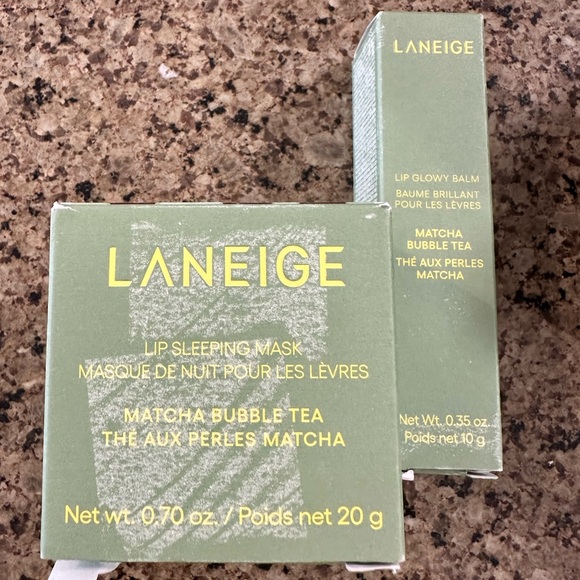 LANEIGE
LIP SLEEPING MASK
MASQUE DE NUIT POUR LES LÈVRES
MATCHA BUBBLE TEA
THÉ AUX PERLES MATCHA
Net wt. 0.70 oz. / Poids net 20 g
LANEIGE
LIP GLOWY BALM
BAUME BRILLANT
POUR LES LÈVRES
MATCHA
BUBBLE TEA
THÉ AUX PERLES
MATCHA
Net Wt. 0.35 oz.
Poids net 10 g